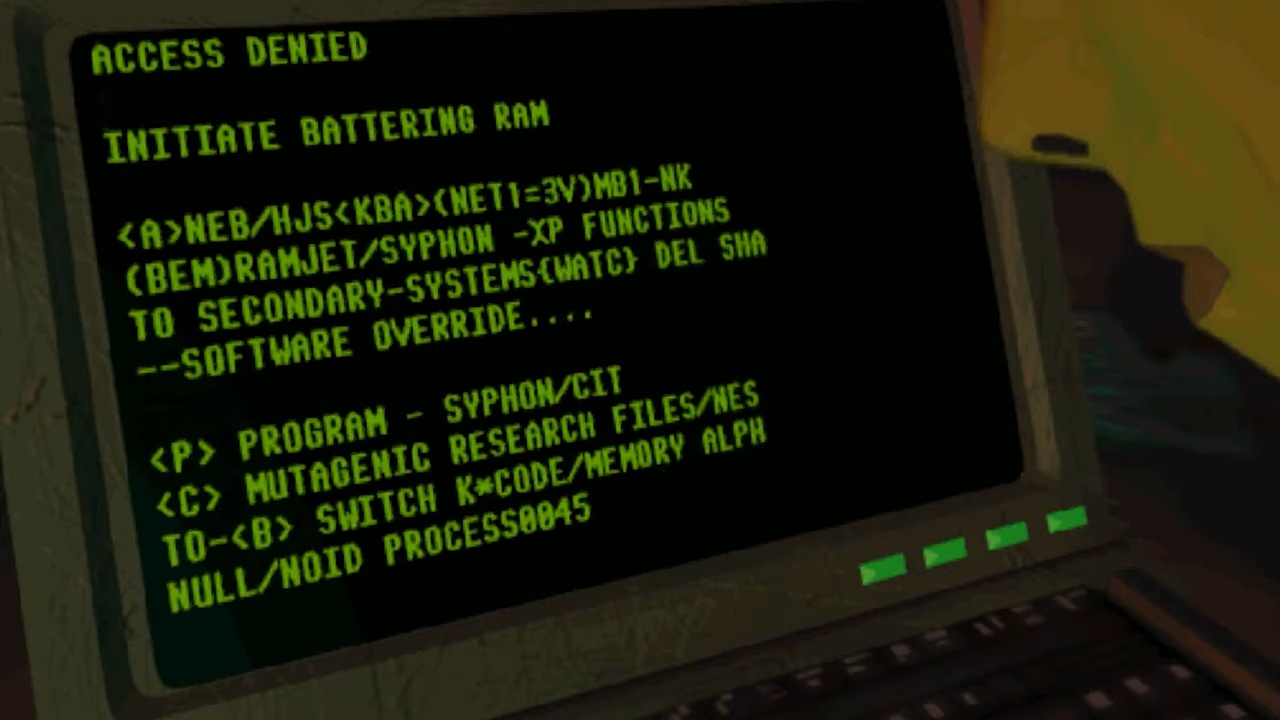 ACCESS DENIED
INITIATE BATTERING RAM
<A>NEB/HJS<KBA>(NET1=3V)MB1-NK
(BEM)RAMJET/SYPHON -XP FUNCTIONS
TO SECONDARY-SYSTEMS{WATC} DEL SHA
--SOFTWARE OVERRIDE....
<P> PROGRAM - SYPHON/CIT
<C> MUTAGENIC RESEARCH FILES/NES
TO-<B> SWITCH K*CODE/MEMORY ALPH
NULL/NOID PROCESS0045